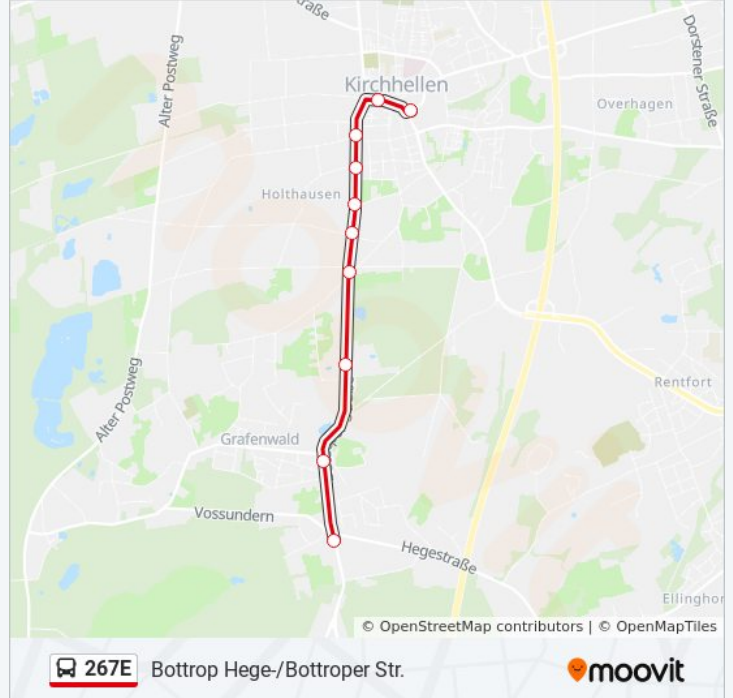 raße
Kirchhellen
Alter Postweg
Dorstener Straße
Overhagen
Holthausen
Rentfort
Alter Postweg
Grafenwald
Vossundern
Hegestraße
Ellinghor
© OpenStreetMap contributors | © OpenMapTiles
267E Bottrop Hege-/Bottroper Str.
moovit